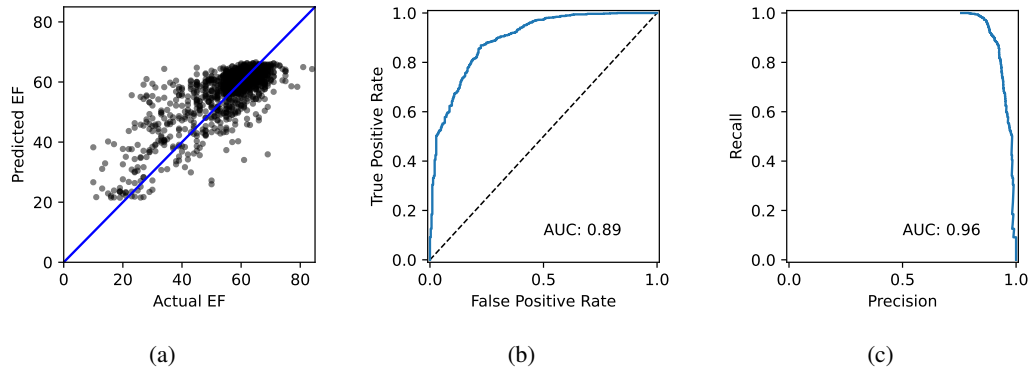 80
60
40
20
0
0
20
40
60
80
Predicted EF
Actual EF
(a)
1.0
0.8
0.6
0.4
0.2
0.0
0.0
0.5
1.0
True Positive Rate
AUC: 0.89
False Positive Rate
(b)
1.0
0.8
0.6
0.4
0.2
0.0
0.0
0.5
1.0
Recall
AUC: 0.96
Precision
(c)